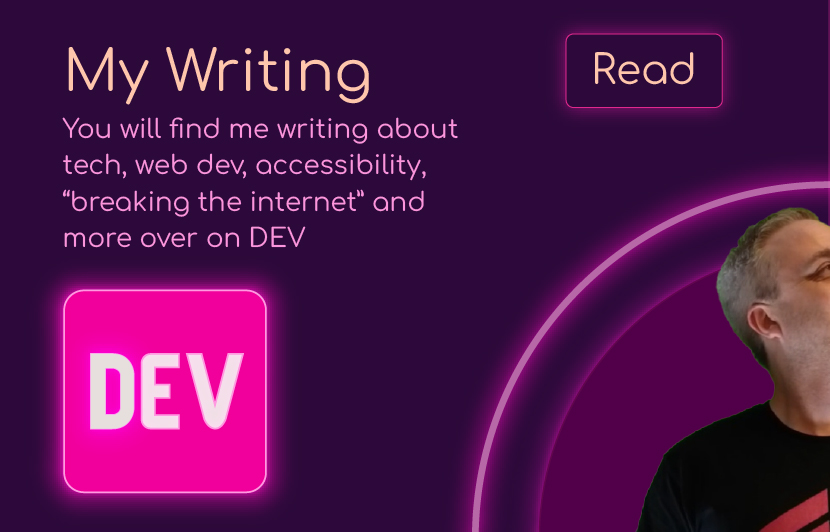 My Writing
Read
You will find me writing about
tech, web dev, accessibility,
“breaking the internet” and
more over on DEV
DEV